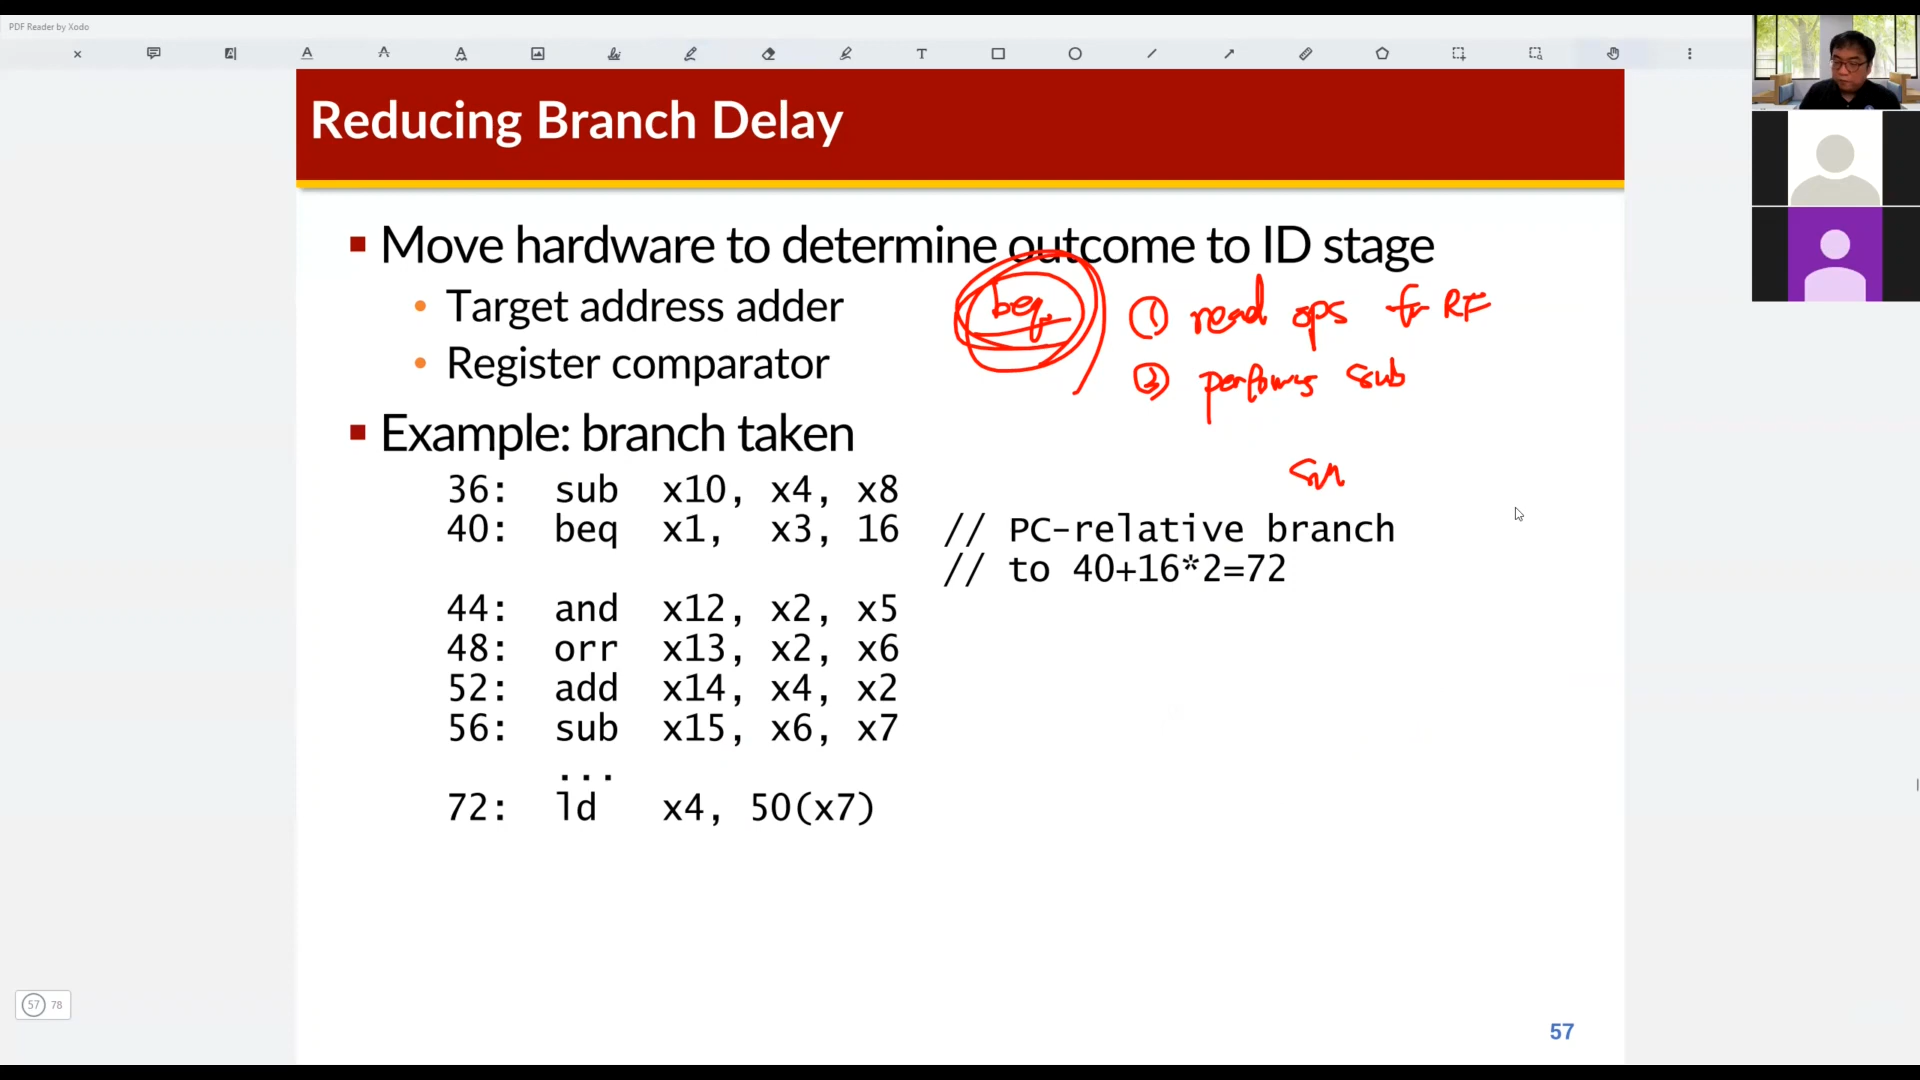 PDF Reader by Xodo
Reducing Branch Delay
Move hardware to determine outcome to ID stage
Target address adder
Register comparator
beq
① read ops fr RF
② performs sub
Example: branch taken
36: sub x10, x4, x8
40: beq x1, x3, 16 // PC-relative branch
// to 40+16*2=72
44: and x12, x2, x5
48: orr x13, x2, x6
52: add x14, x4, x2
56: sub x15, x6, x7
...
72: ld x4, 50(x7)
57 78
57